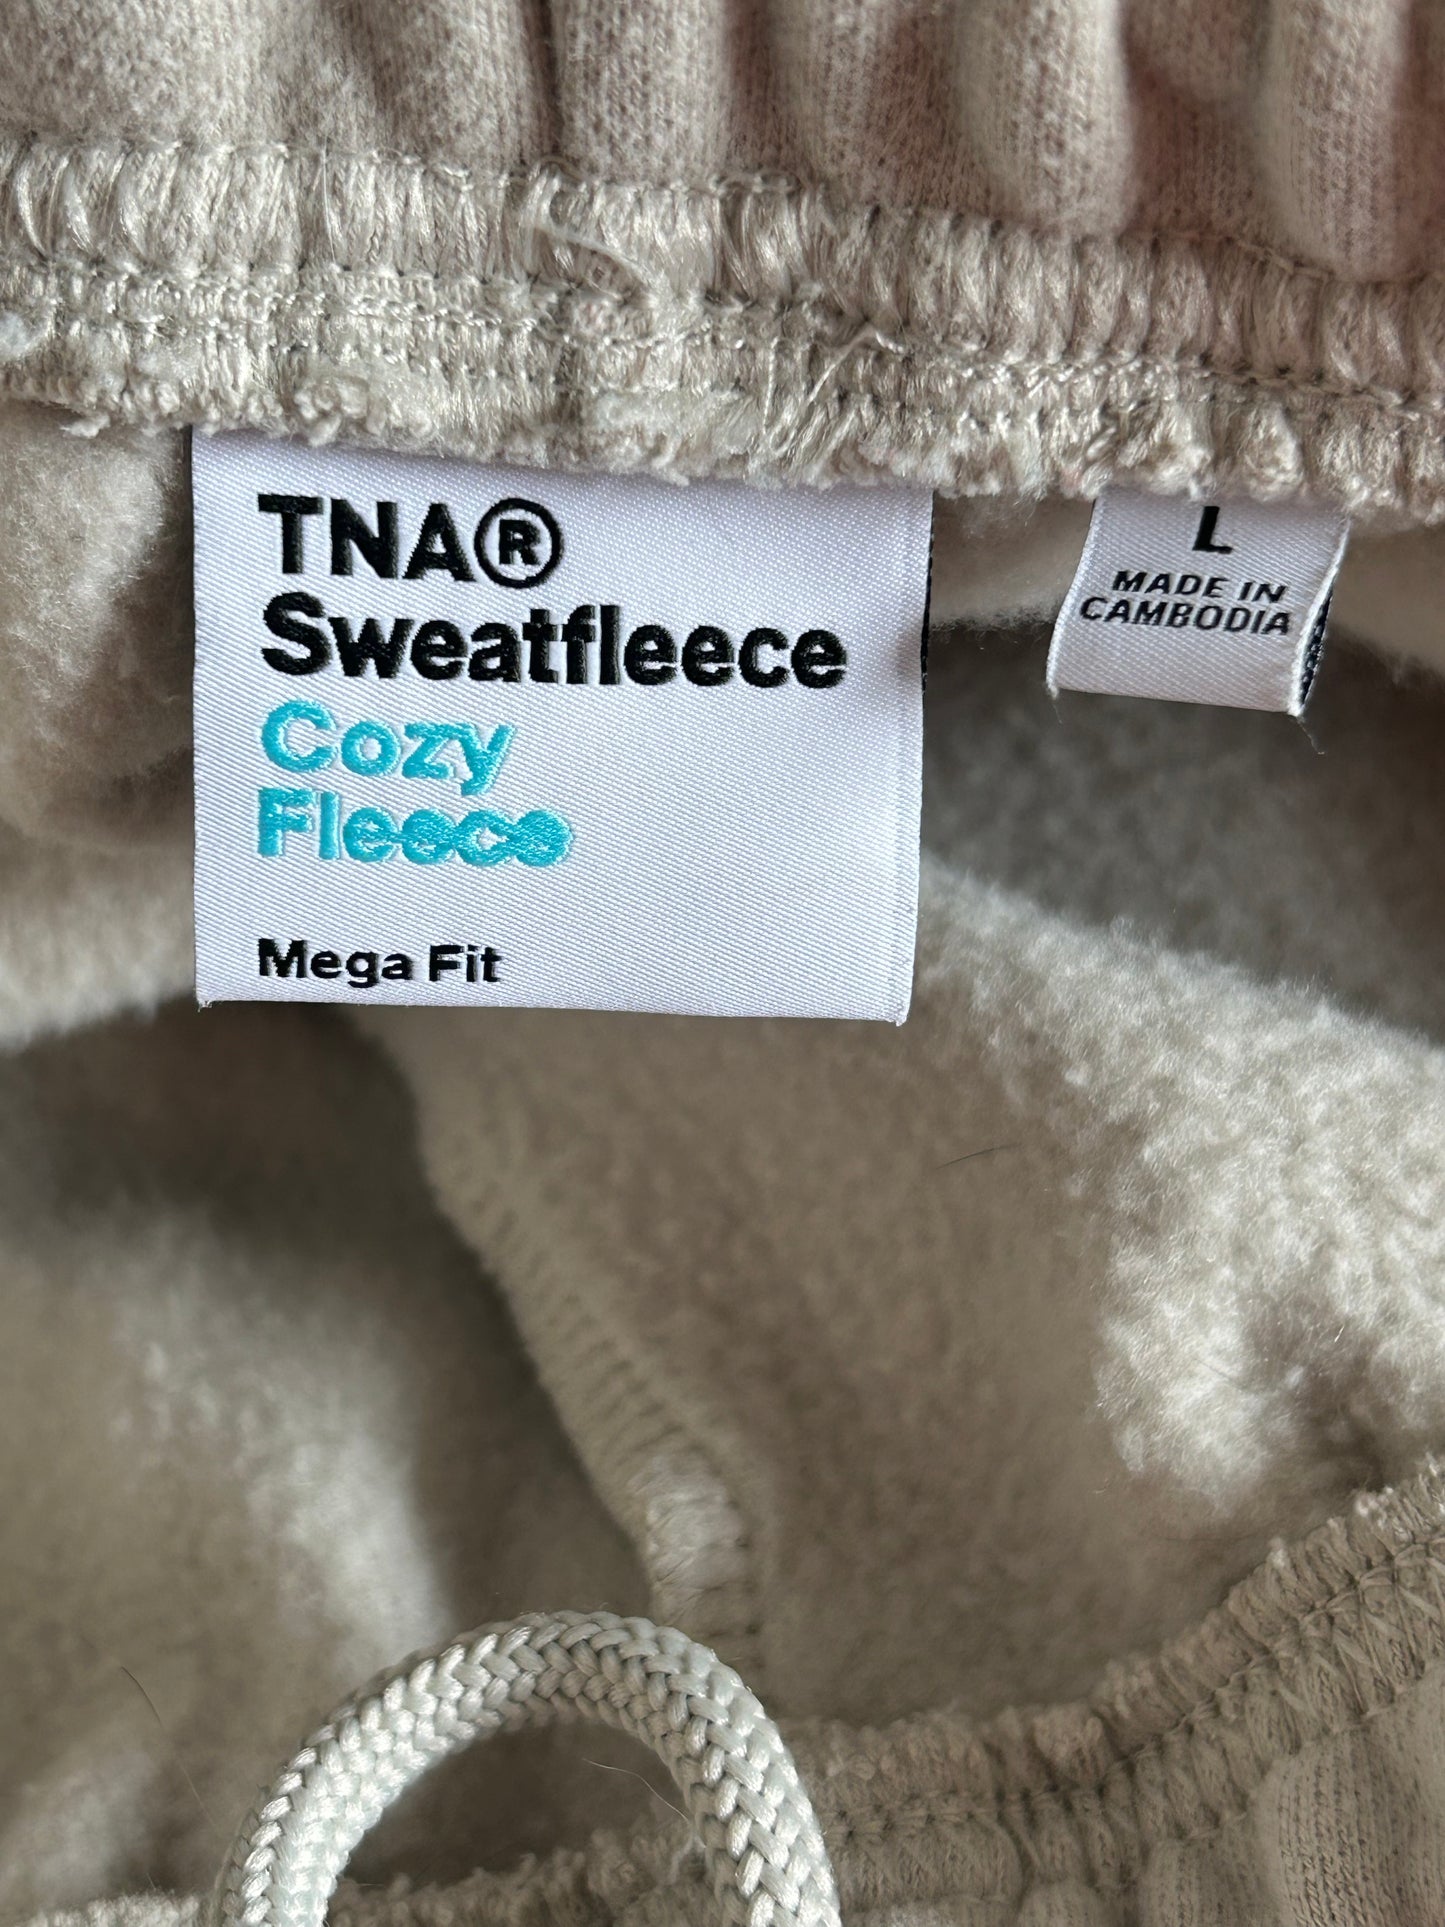 TNA®
Sweatfleece
Cozy
Fleece
Mega Fit
L
MADE IN
CAMBODIA